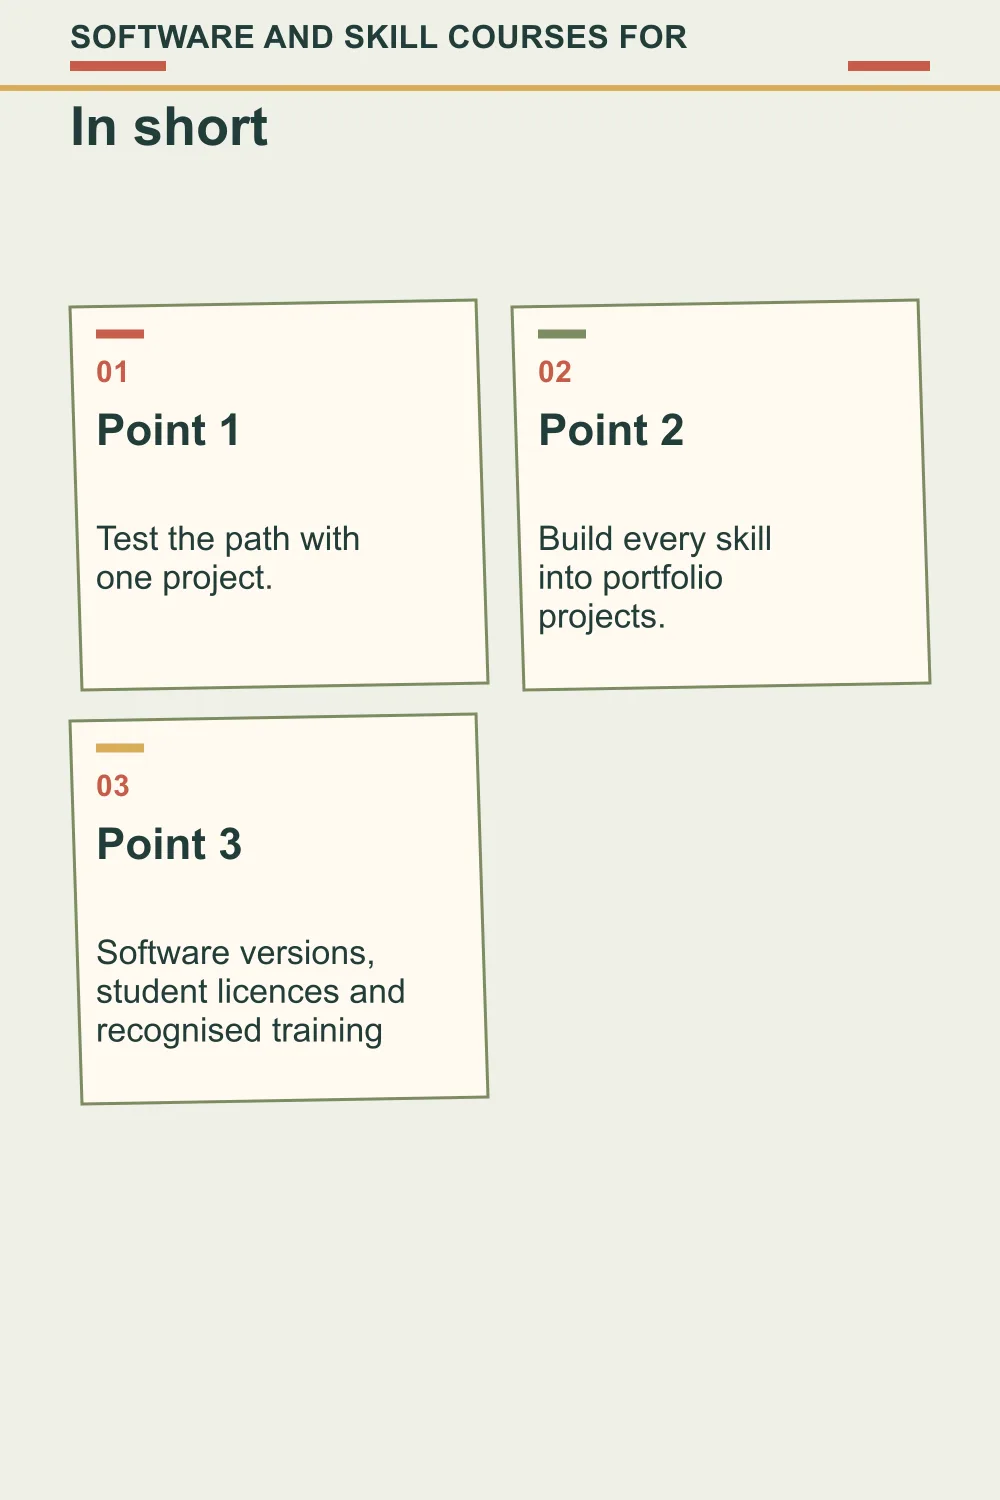 SOFTWARE AND SKILL COURSES FOR
In short
01
Point 1
Test the path with
one project.
02
Point 2
Build every skill
into portfolio
projects.
03
Point 3
Software versions,
student licences and
recognised training